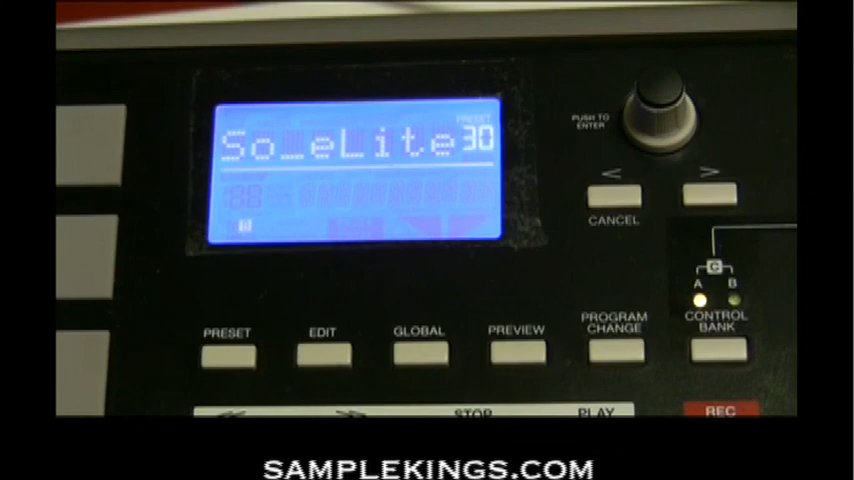 PRESET
So_eLite 30
PUSH TO
ENTER
< >
CANCEL
C
A B
CONTROL
BANK
PROGRAM
CHANGE
PRESET EDIT GLOBAL PREVIEW
<< >> STOP PLAY REC
SAMPLEKINGS.COM